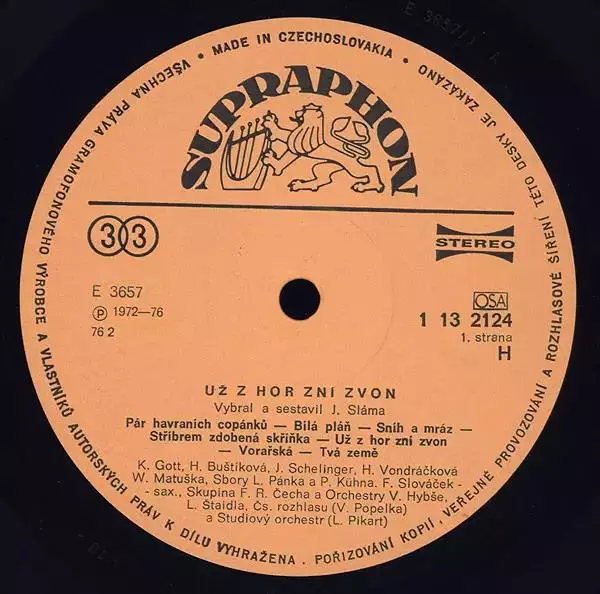 E 3657/1 A
• MADE IN CZECHOSLOVAKIA •
VŠECHNA PRÁVA GRAMOFONOVÉHO VÝROBCE A VLASTNÍKŮ AUTORSKÝCH PRÁV K DÍLU VYHRAŽENA. POŘIZOVÁNÍ KOPIÍ, VEŘEJNÉ PROVOZOVÁNÍ A ROZHLASOVÉ ŠÍŘENÍ TÉTO DESKY JE ZAKÁZÁNO
SUPRAPHON
33
STEREO
E 3657
OSA
Ⓟ 1972—76
1 13 2124
76 2
1. strana
H
UŽ Z HOR ZNÍ ZVON
Vybral a sestavil J. Sláma
Pár havraních copánků — Bílá pláň — Sníh a mráz —
Stříbrem zdobená skříňka — Už z hor zní zvon
— Vorařská — Tvá země
K. Gott, H. Buštíková, J. Schelinger, H. Vondráčková
W. Matuška, Sbory L. Pánka a P. Kühna. F. Slováček -
- sax., Skupina F. R. Čecha a Orchestry V. Hybše,
L. Štaidla, Čs. rozhlasu (V. Popelka)
a Studiový orchestr (L. Pikart)